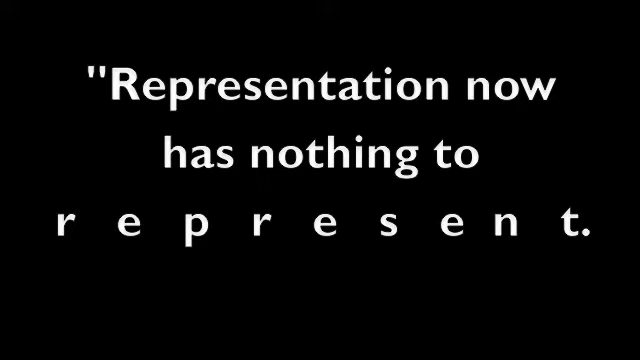 "Representation now
has nothing to
r e p r e s e n t.